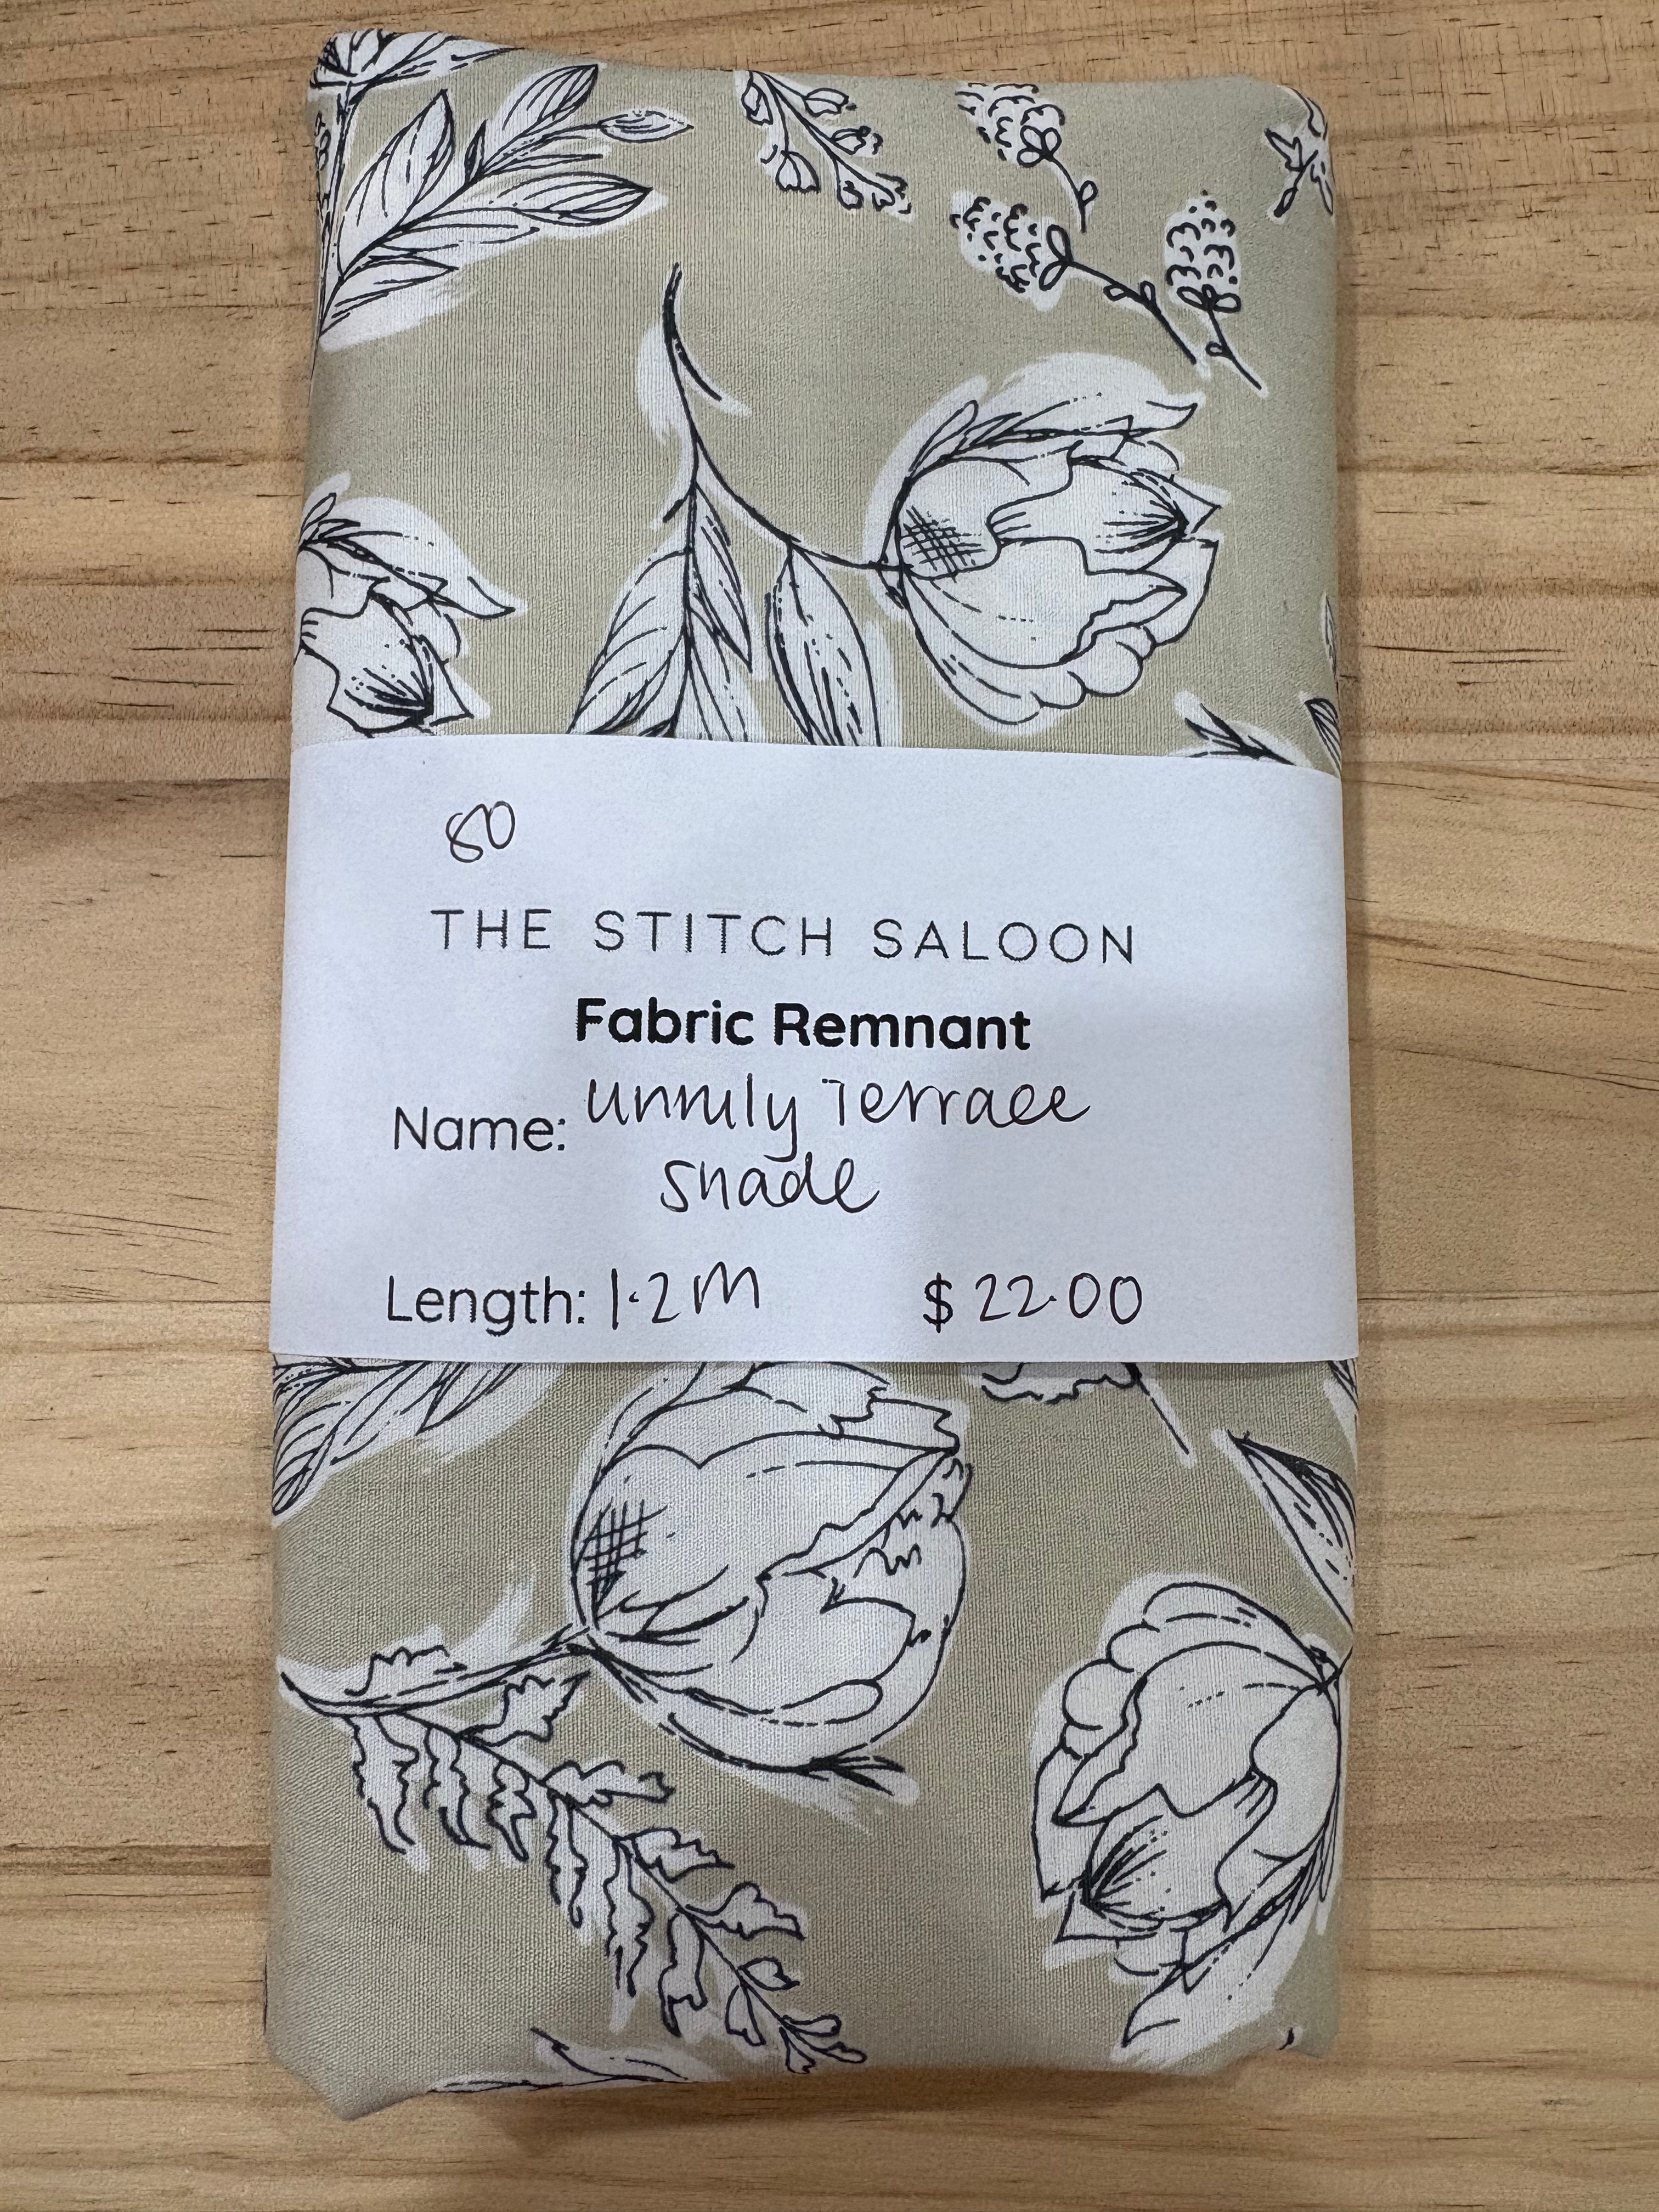 80
THE STITCH SALOON
Fabric Remnant
Name: Unruly Terrace
Shade
Length: 1.2M $22.00